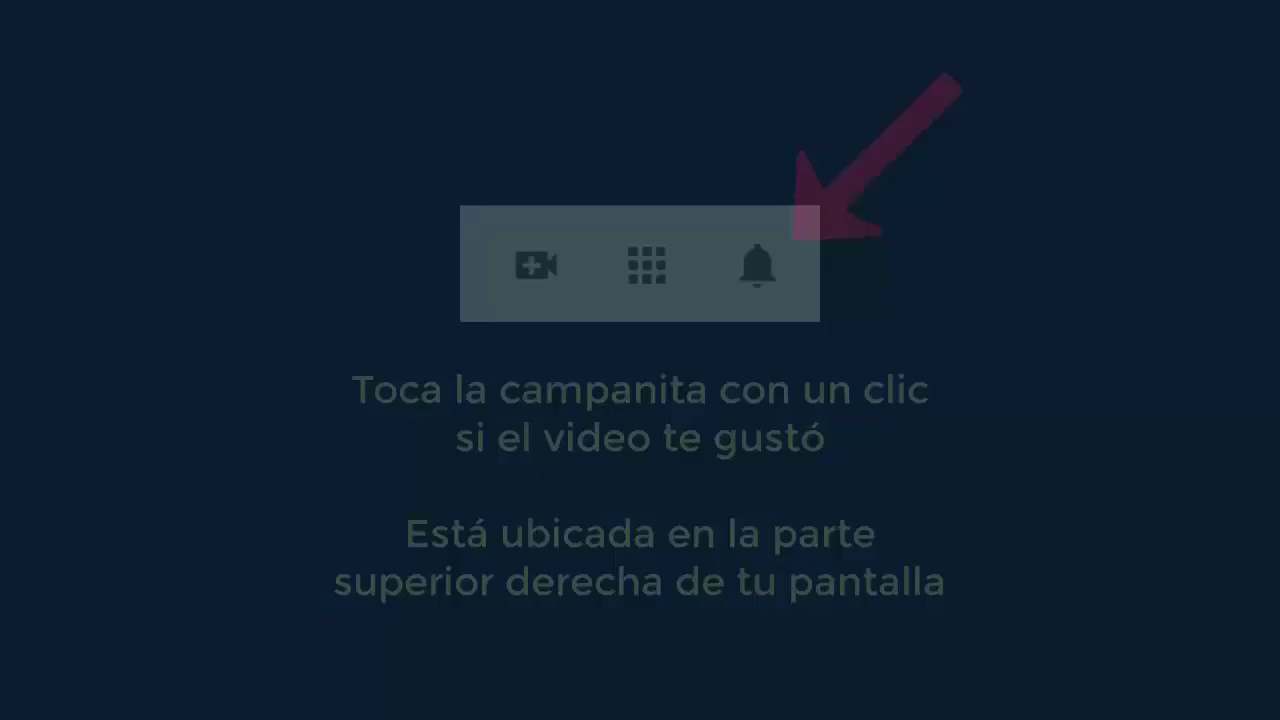 Toca la campanita con un clic
si el video te gustó
Está ubicada en la parte
superior derecha de tu pantalla